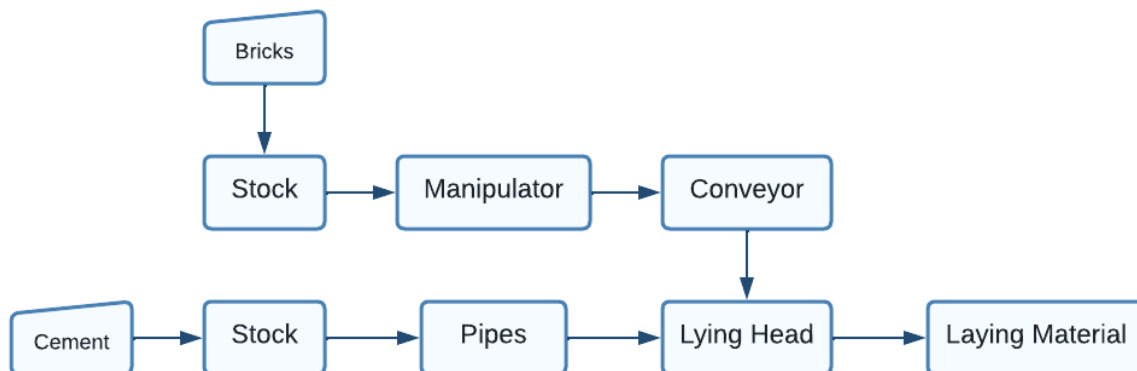 Bricks
Stock
Manipulator
Conveyor
Cement
Stock
Pipes
Lying Head
Laying Material